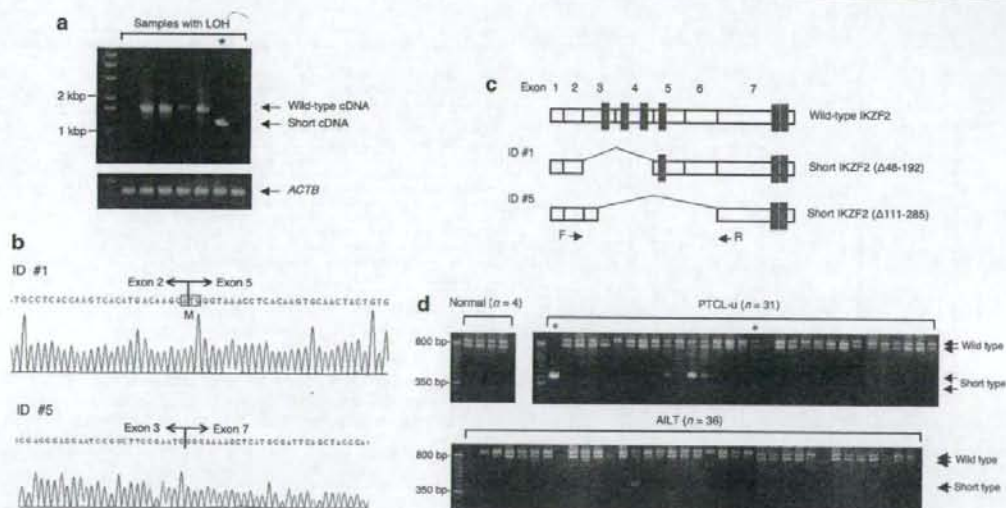 a
Samples with LOH
*
2 kbp
1 kbp
Wild-type cDNA
Short cDNA
ACTB
b
ID #1
Exon 2 Exon 5
M
ID #5
Exon 3 Exon 7
c
Exon 1 2 3 4 5 6 7
Wild-type IKZF2
ID #1
Short IKZF2 (Δ48-192)
ID #5
Short IKZF2 (Δ111-285)
F R
d
Normal (n = 4)
PTCL-u (n = 31)
* *
800 bp
350 bp
Wild type
Short type
AILT (n = 36)
800 bp
350 bp
Wild type
Short type